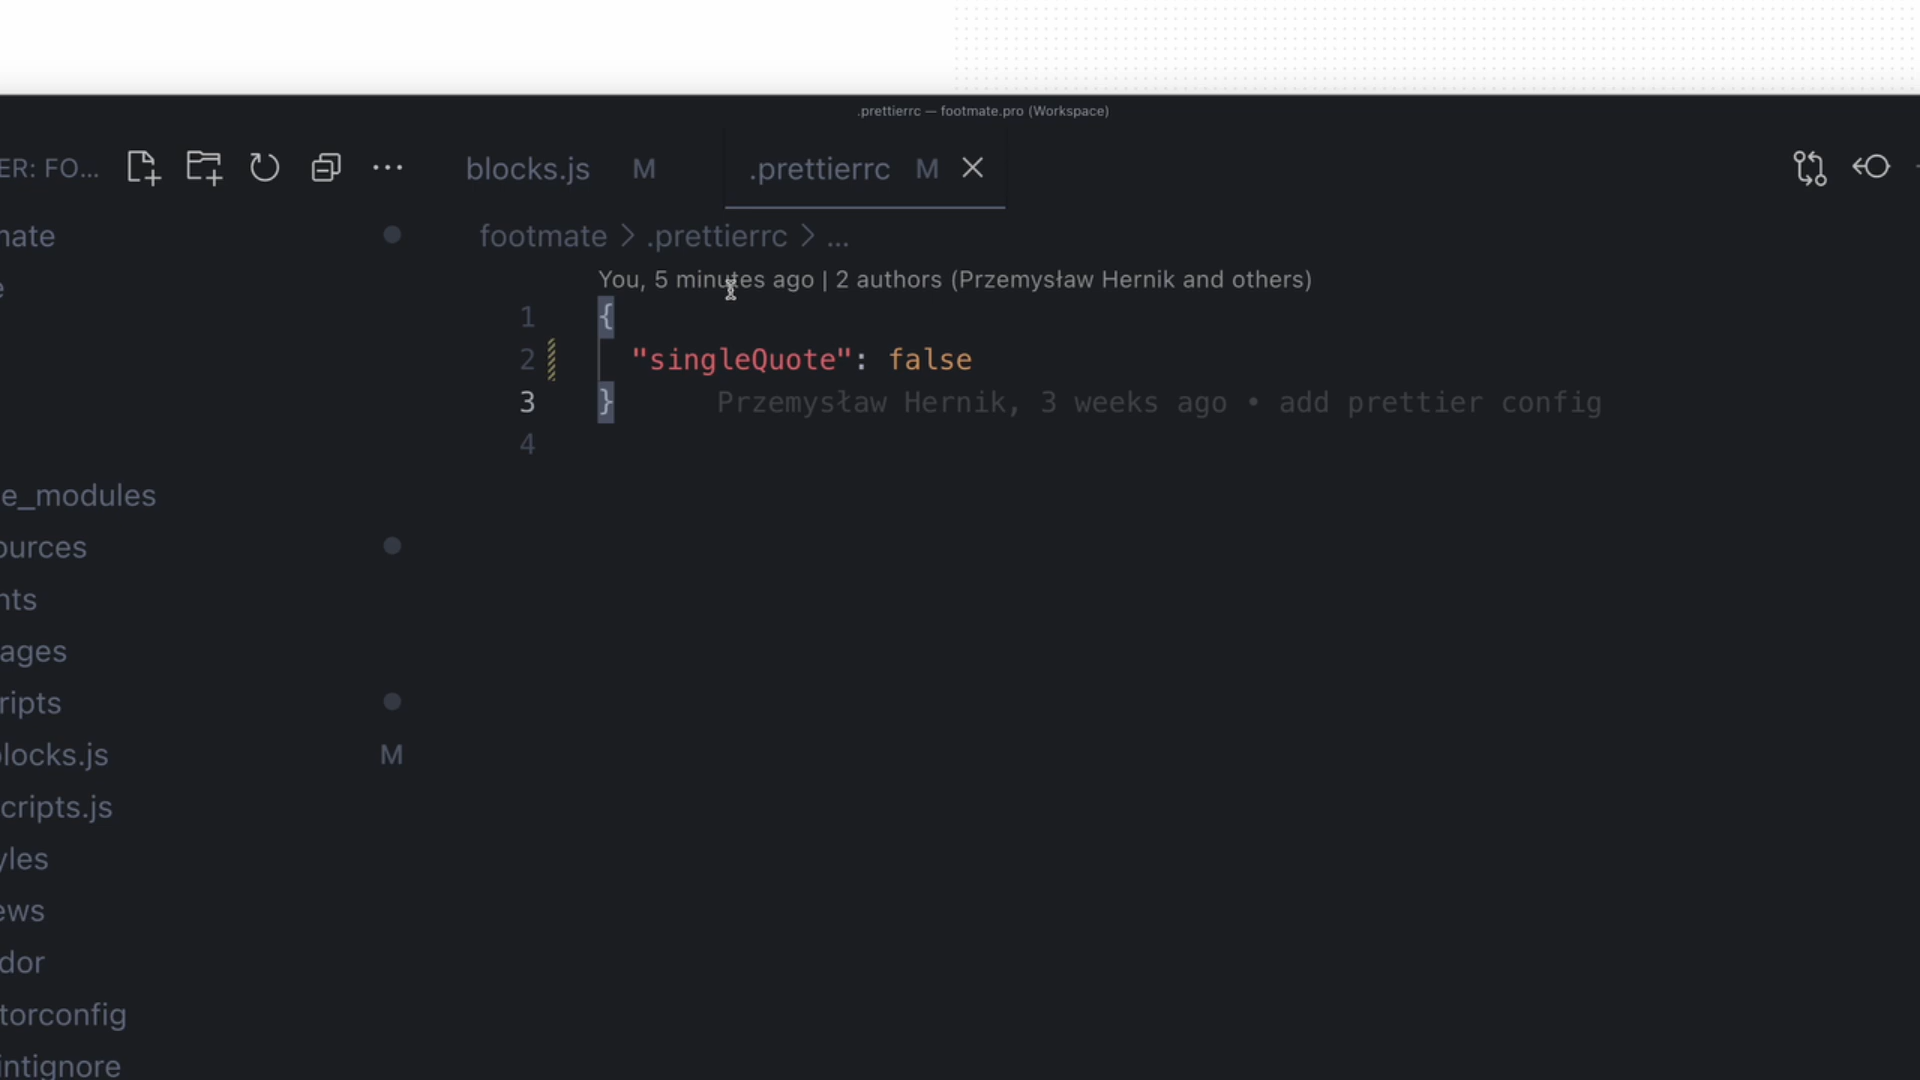 .prettierrc — footmate.pro (Workspace)
ER: FO...
blocks.js M
.prettierrc M
footmate > .prettierrc > ...
You, 5 minutes ago | 2 authors (Przemysław Hernik and others)
1 {
2 "singleQuote": false
3 } Przemysław Hernik, 3 weeks ago • add prettier config
4
mate
e
e_modules
ources
nts
ages
ripts
locks.js M
cripts.js
yles
ews
dor
torconfig
intignore